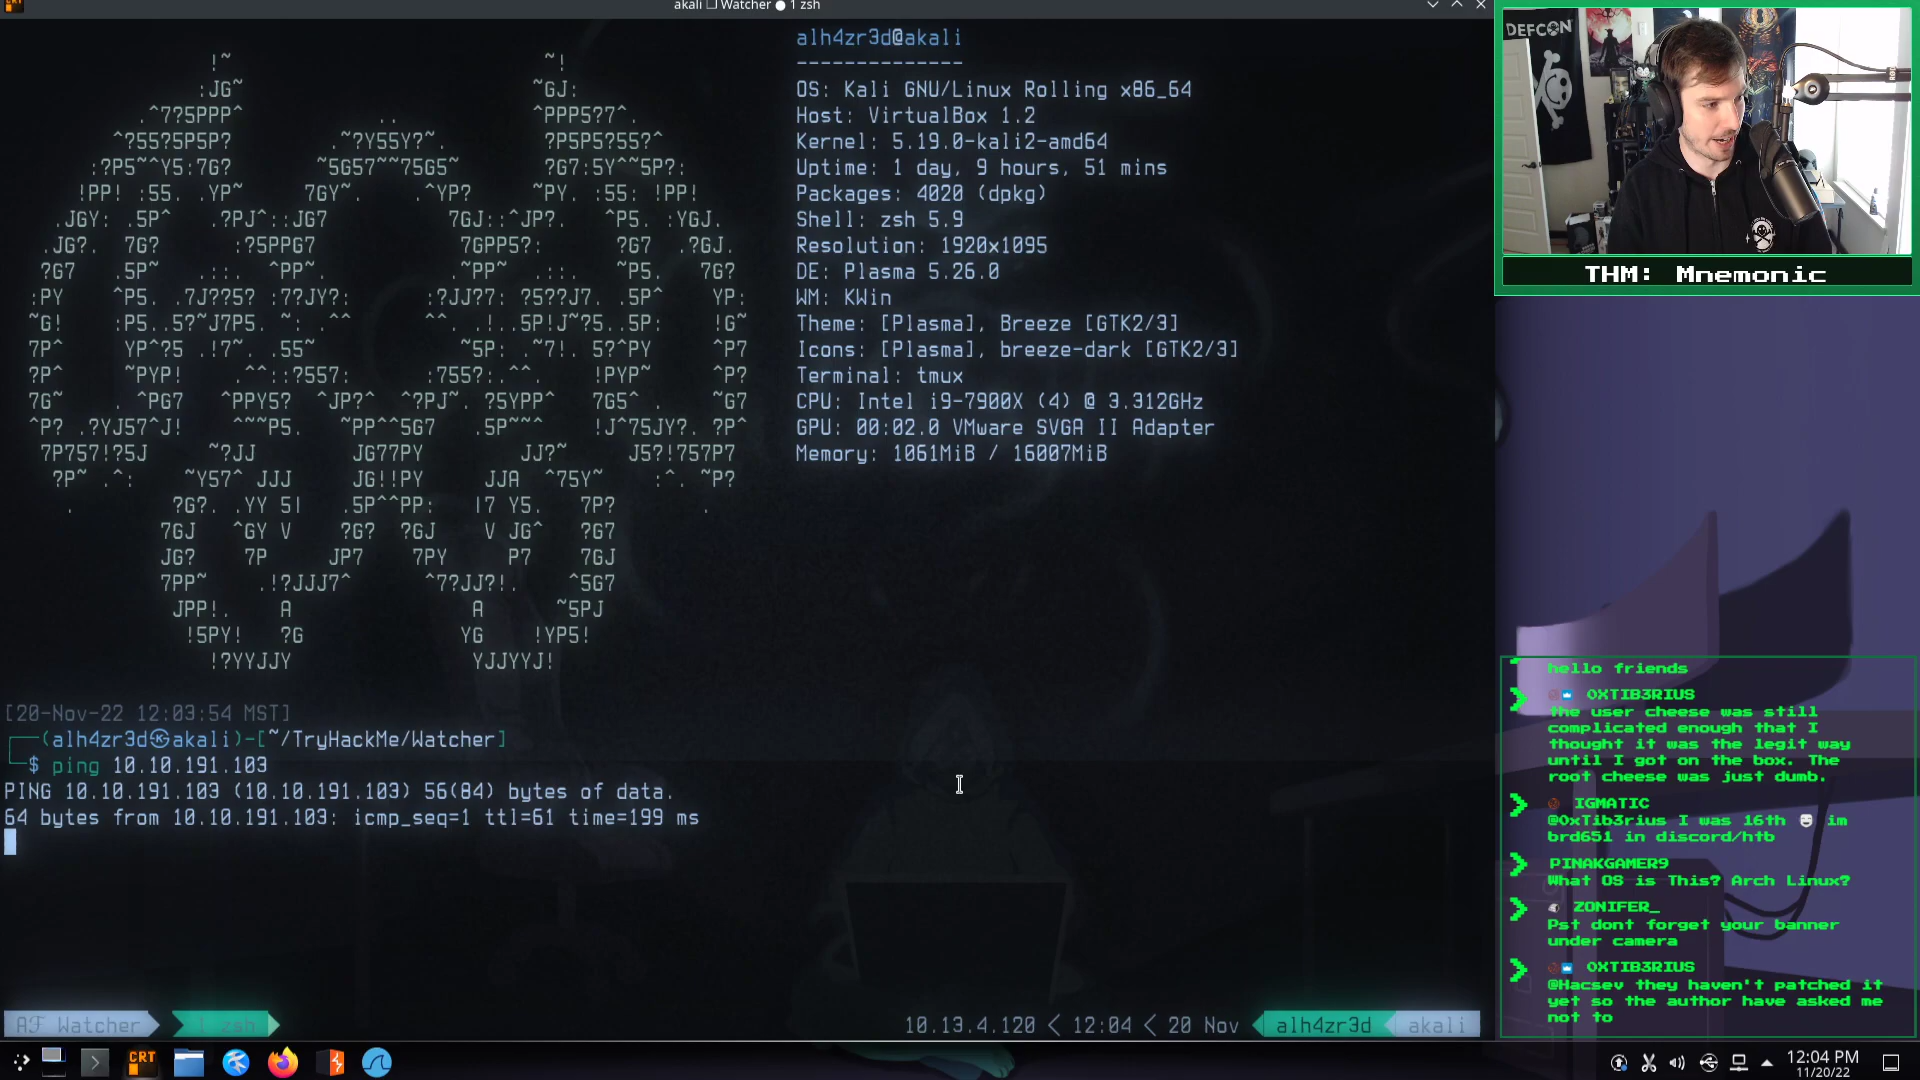 CRT
akali ❐ Watcher ● 1 zsh
alh4zr3d@akali
--------------
OS: Kali GNU/Linux Rolling x86_64
Host: VirtualBox 1.2
Kernel: 5.19.0-kali2-amd64
Uptime: 1 day, 9 hours, 51 mins
Packages: 4020 (dpkg)
Shell: zsh 5.9
Resolution: 1920x1095
DE: Plasma 5.26.0
WM: KWin
Theme: [Plasma], Breeze [GTK2/3]
Icons: [Plasma], breeze-dark [GTK2/3]
Terminal: tmux
CPU: Intel i9-7900X (4) @ 3.312GHz
GPU: 00:02.0 VMware SVGA II Adapter
Memory: 1061MiB / 16007MiB
[20-Nov-22 12:03:54 MST]
┌──(alh4zr3d㉿akali)-[~/TryHackMe/Watcher]
└─$ ping 10.10.191.103
PING 10.10.191.103 (10.10.191.103) 56(84) bytes of data.
64 bytes from 10.10.191.103: icmp_seq=1 ttl=61 time=199 ms
Watcher
1 zsh
10.13.4.120 < 12:04 < 20 Nov
alh4zr3d
akali
DEFCON
THM: Mnemonic
hello friends
0XTIB3RIUS
the user cheese was still
complicated enough that I
thought it was the legit way
until I got on the box. The
root cheese was just dumb.
IGMATIC
@0xTib3rius I was 16th im
brd651 in discord/htb
PINAKGAMER9
What OS is This? Arch Linux?
ZONIFER_
Pst dont forget your banner
under camera
0XTIB3RIUS
@Hacsev they haven't patched it
yet so the author have asked me
not to
CRT
12:04 PM
11/20/22